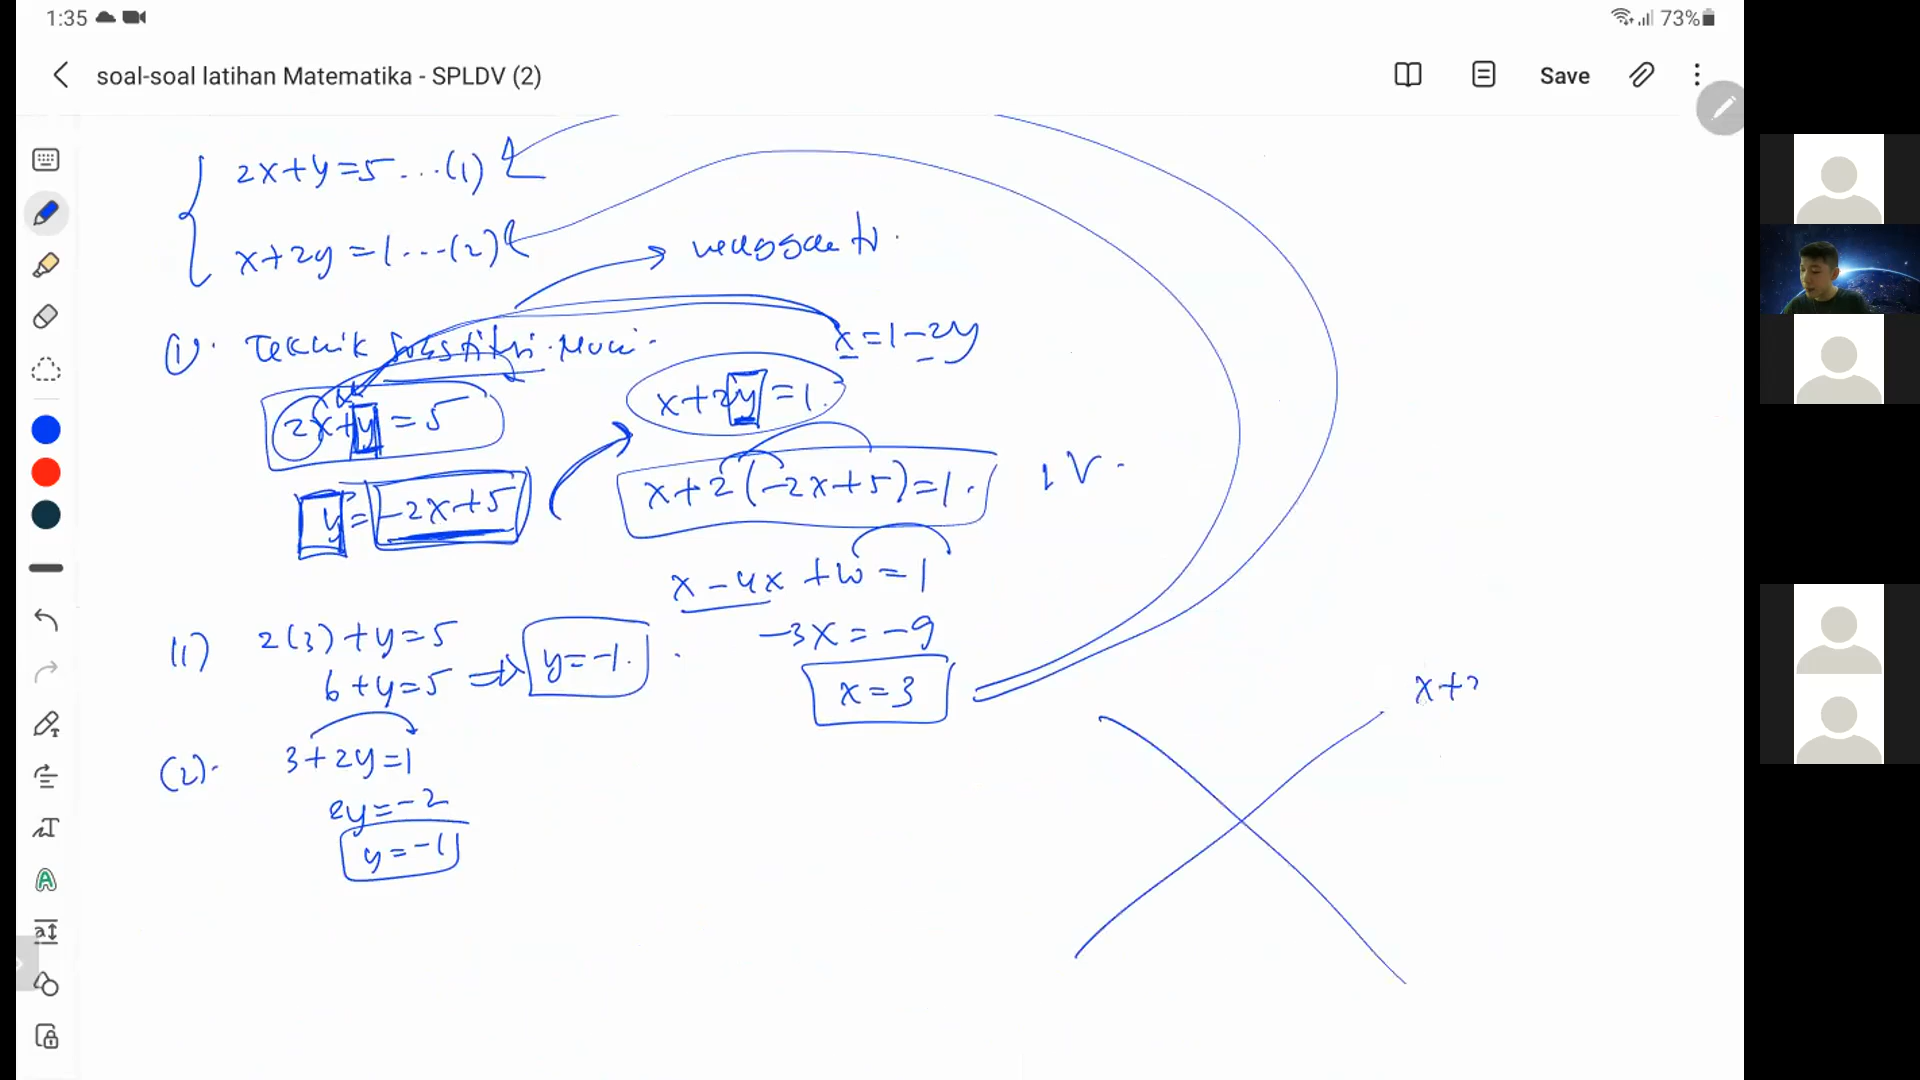 1:35
73%
soal-soal latihan Matematika - SPLDV (2)
Save
2x+y=5 ...(1)
x+2y=1 ...(2)
(1). Teknik Substitusi Murni.
x=1-2y
2x+y=5
x+2y=1.
y=-2x+5
x+2(-2x+5)=1.
1 V.
x-4x+10=1
(1) 2(3)+y=5
6+y=5 ⇒ y=-1.
-3x=-9
x=3
(2). 3+2y=1
2y=-2
y=-1